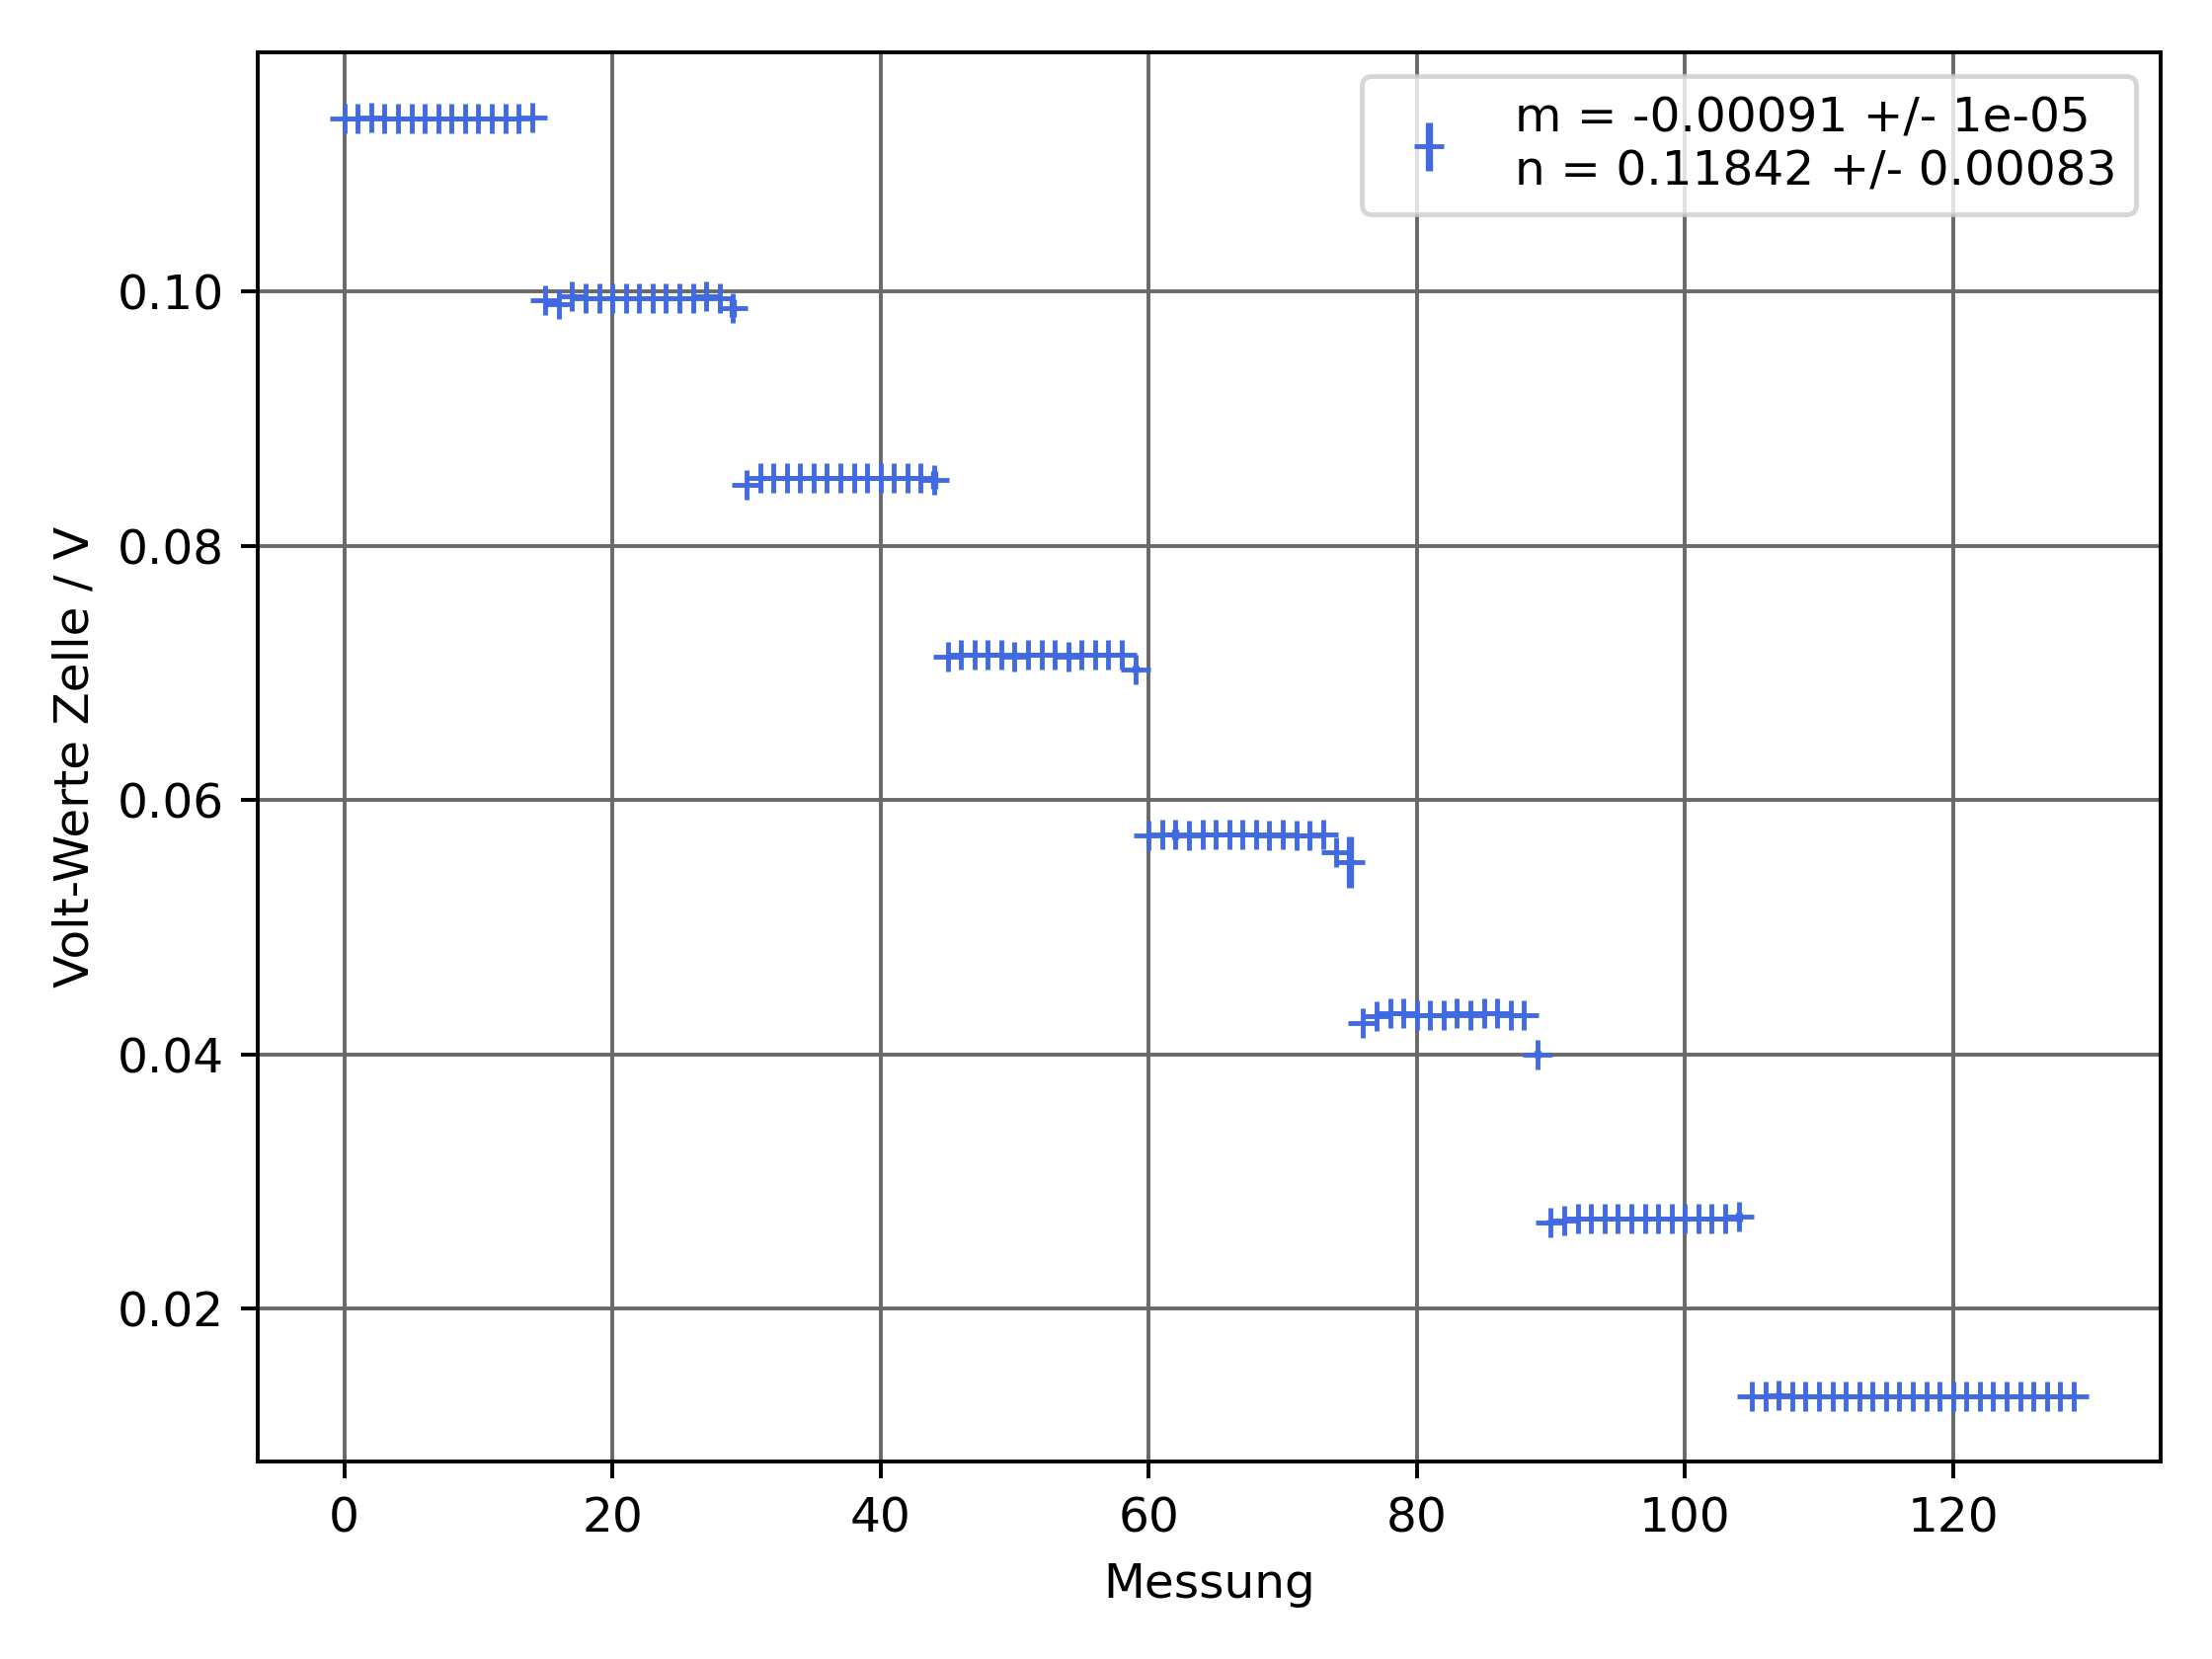 m = -0.00091 +/- 1e-05
n = 0.11842 +/- 0.00083
0.10
0.08
0.06
0.04
0.02
Volt-Werte Zelle / V
0 20 40 60 80 100 120
Messung